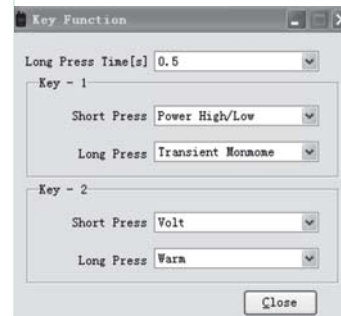 Key Function
Long Press Time[s] 0.5
Key - 1
Short Press Power High/Low
Long Press Transient Monmome
Key - 2
Short Press Volt
Long Press Warm
Close